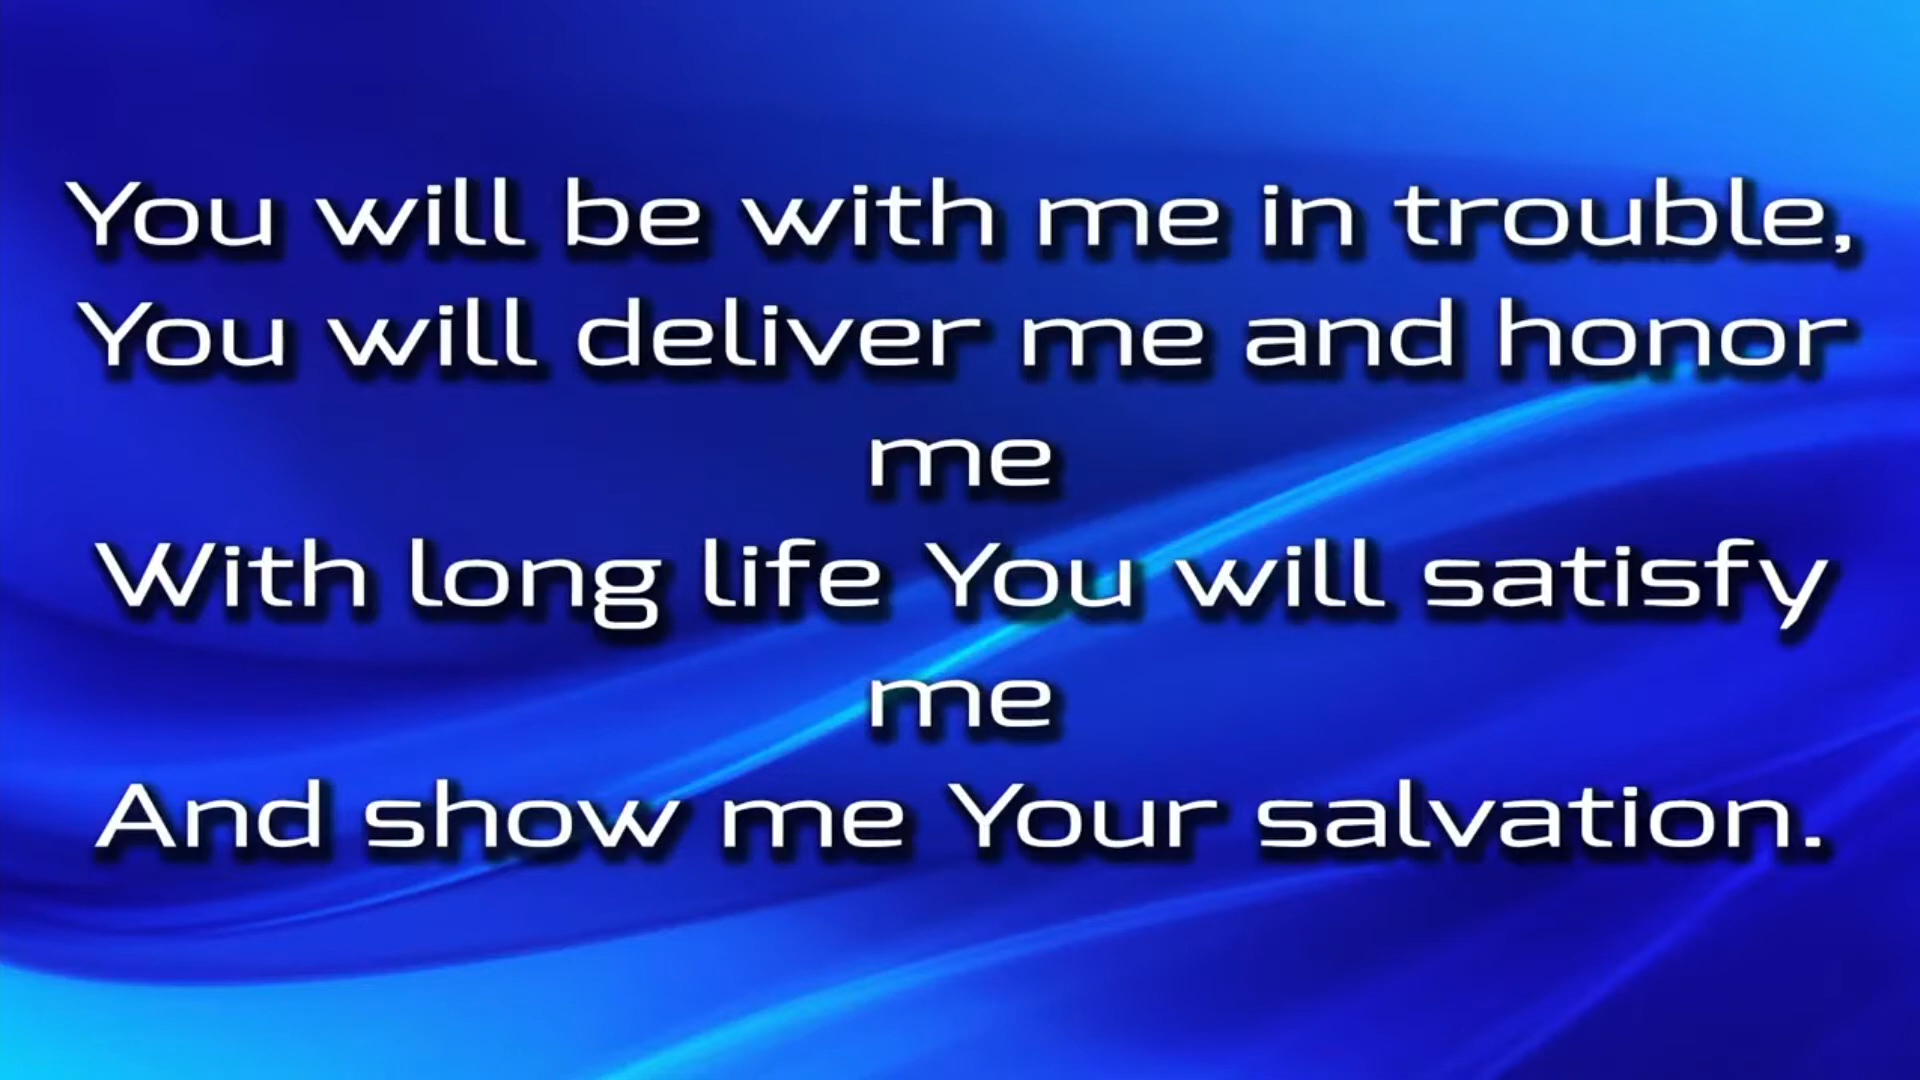 You will be with me in trouble,
You will deliver me and honor
me
With long life You will satisfy
me
And show me Your salvation.